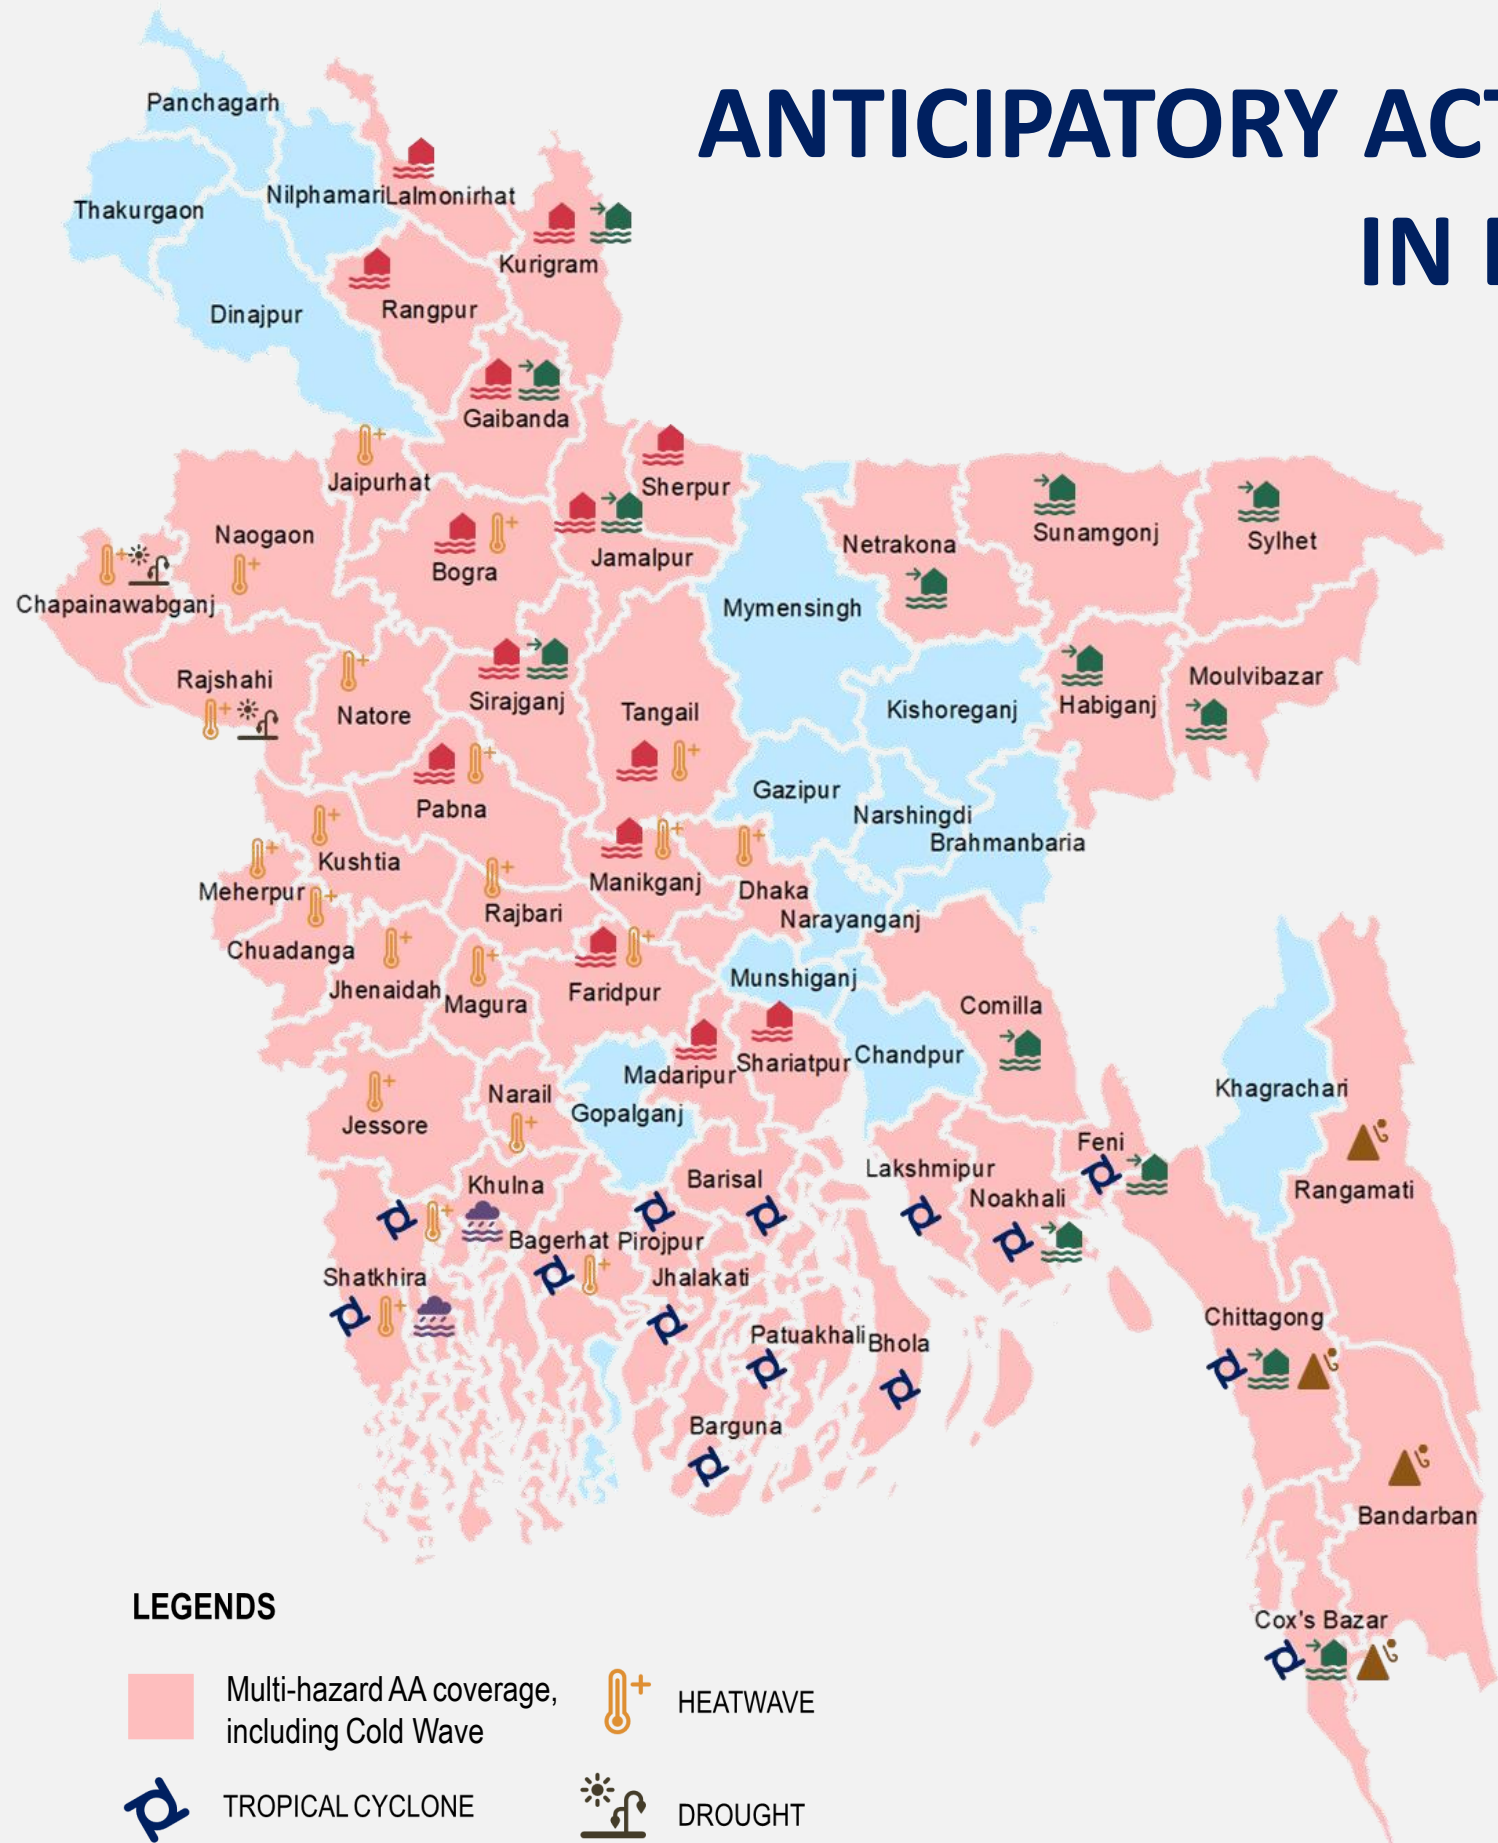 ANTICIPATORY ACT
IN
Panchagarh
Thakurgaon
Nilphamari
Lalmonirhat
Kurigram
Dinajpur
Rangpur
Gaibanda
Jaipurhat
Sherpur
Naogaon
Bogra
Jamalpur
Netrakona
Sunamgonj
Sylhet
Chapainawabganj
Mymensingh
Rajshahi
Natore
Sirajganj
Tangail
Kishoreganj
Habiganj
Moulvibazar
Pabna
Gazipur
Narshingdi
Brahmanbaria
Kushtia
Meherpur
Manikganj
Dhaka
Rajbari
Narayanganj
Chuadanga
Jhenaidah
Magura
Faridpur
Munshiganj
Comilla
Madaripur
Shariatpur
Chandpur
Khagrachari
Jessore
Narail
Gopalganj
Feni
Khulna
Barisal
Lakshmipur
Noakhali
Rangamati
Bagerhat
Pirojpur
Shatkhira
Jhalakati
Chittagong
Patuakhali
Bhola
Barguna
Bandarban
Cox's Bazar
LEGENDS
Multi-hazard AA coverage,
including Cold Wave
HEATWAVE
TROPICAL CYCLONE
DROUGHT